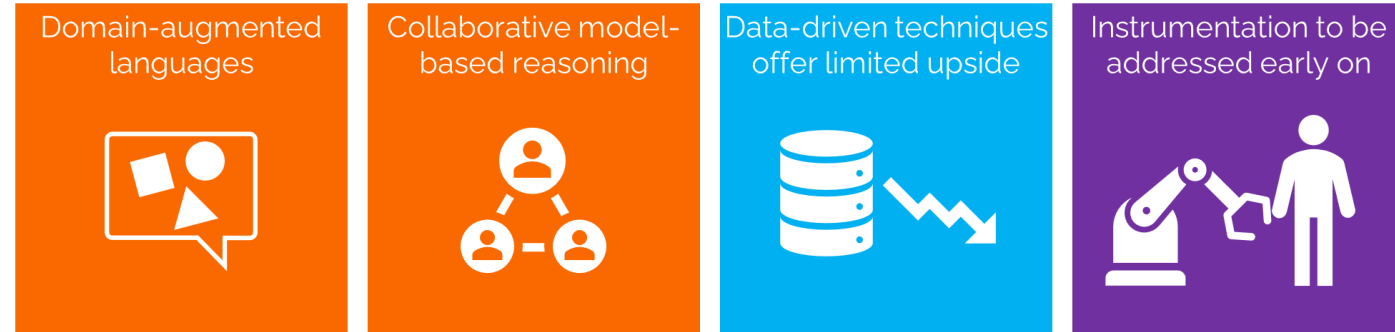 Domain-augmented
languages
Collaborative model-
based reasoning
Data-driven techniques
offer limited upside
Instrumentation to be
addressed early on